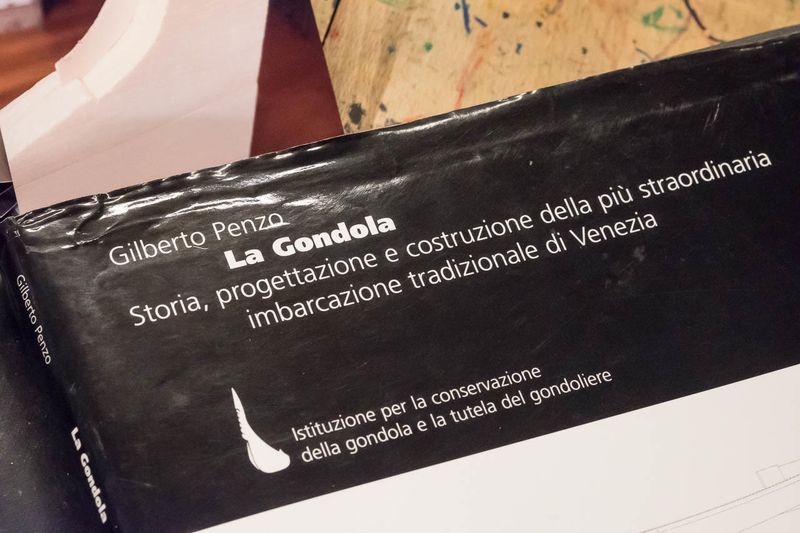 Gilberto Penzo
La Gondola
Storia, progettazione e costruzione della più straordinaria
imbarcazione tradizionale di Venezia
Istituzione per la conservazione
della gondola e la tutela del gondoliere
Gilberto Penzo
La Gondola